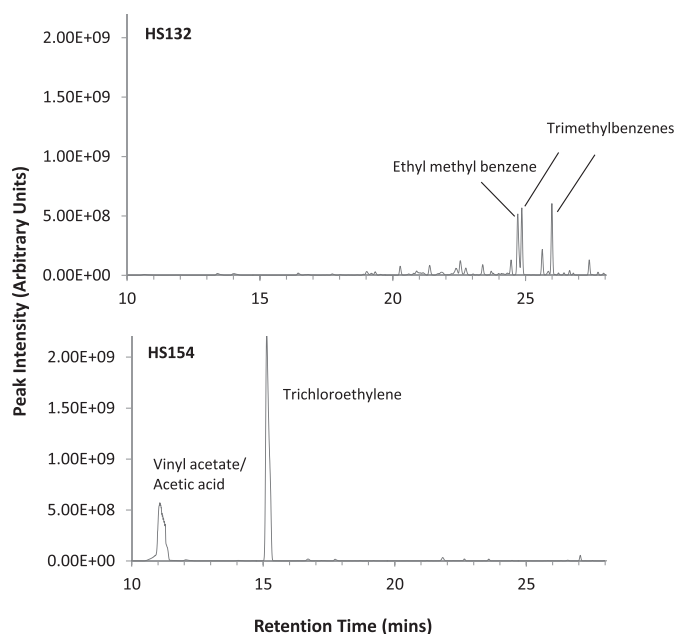 HS132
2.00E+09
1.50E+09
1.00E+09
5.00E+08
0.00E+00
Trimethylbenzenes
Ethyl methyl benzene
10 15 20 25
Peak Intensity (Arbitrary Units)
HS154
2.00E+09
1.50E+09
1.00E+09
5.00E+08
0.00E+00
Trichloroethylene
Vinyl acetate/
Acetic acid
10 15 20 25
Retention Time (mins)